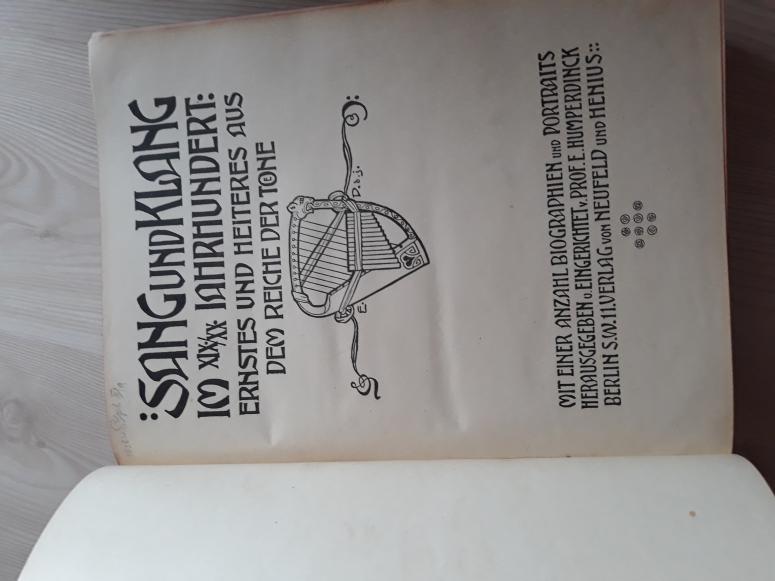 :SANG UND KLANG
IM XIX/XX. JAHRHUNDERT:
ERNSTES UND HEITERES AUS
DEM REICHE DER TÖNE
E.
D.d.j.
MIT EINER ANZAHL BIOGRAPHIEN UND PORTRAITS
HERAUSGEGEBEN U. EINGERICHTET V. PROF. E. HUMPERDINCK
BERLIN S.W.11. VERLAG VON NEUFELD UND HENIUS::